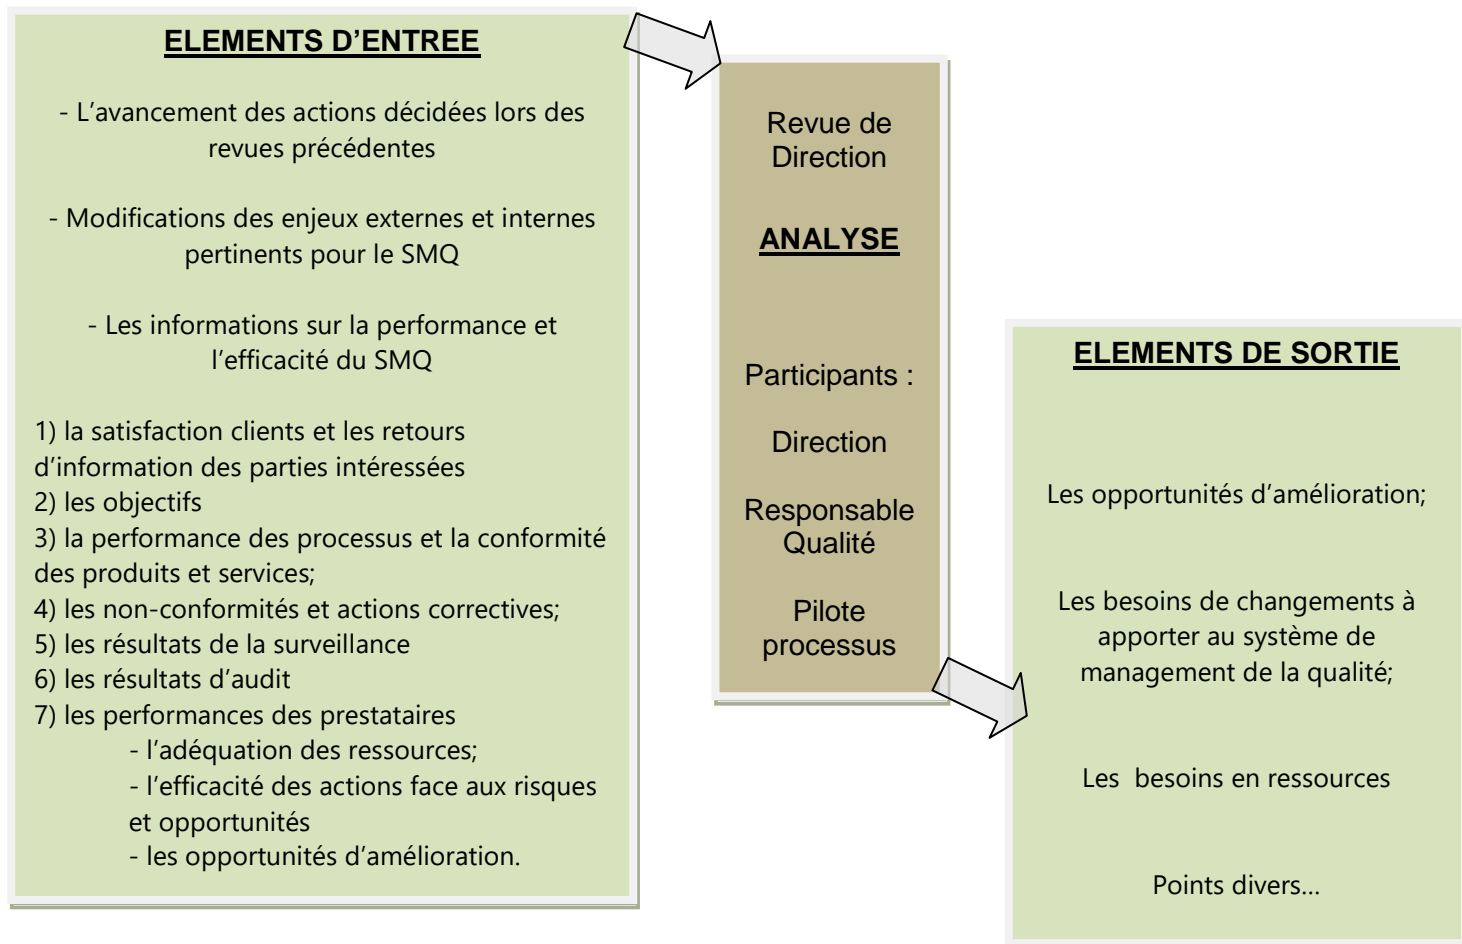 ELEMENTS D’ENTREE
- L’avancement des actions décidées lors des
revues précédentes
- Modifications des enjeux externes et internes
pertinents pour le SMQ
- Les informations sur la performance et
l’efficacité du SMQ
1) la satisfaction clients et les retours
d’information des parties intéressées
2) les objectifs
3) la performance des processus et la conformité
des produits et services;
4) les non-conformités et actions correctives;
5) les résultats de la surveillance
6) les résultats d’audit
7) les performances des prestataires
- l’adéquation des ressources;
- l’efficacité des actions face aux risques
et opportunités
- les opportunités d’amélioration.
Revue de
Direction
ANALYSE
Participants :
Direction
Responsable
Qualité
Pilote
processus
ELEMENTS DE SORTIE
Les opportunités d’amélioration;
Les besoins de changements à
apporter au système de
management de la qualité;
Les  besoins en ressources
Points divers...